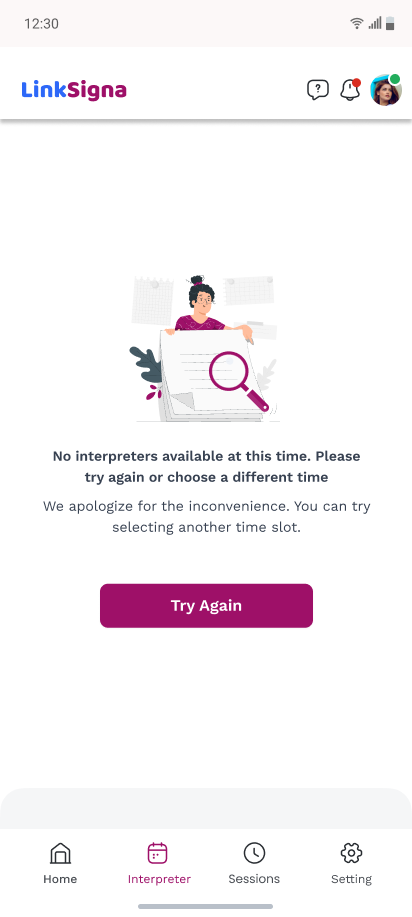 12:30
LinkSigna
No interpreters available at this time. Please
try again or choose a different time
We apologize for the inconvenience. You can try
selecting another time slot.
Try Again
Home
Interpreter
Sessions
Setting